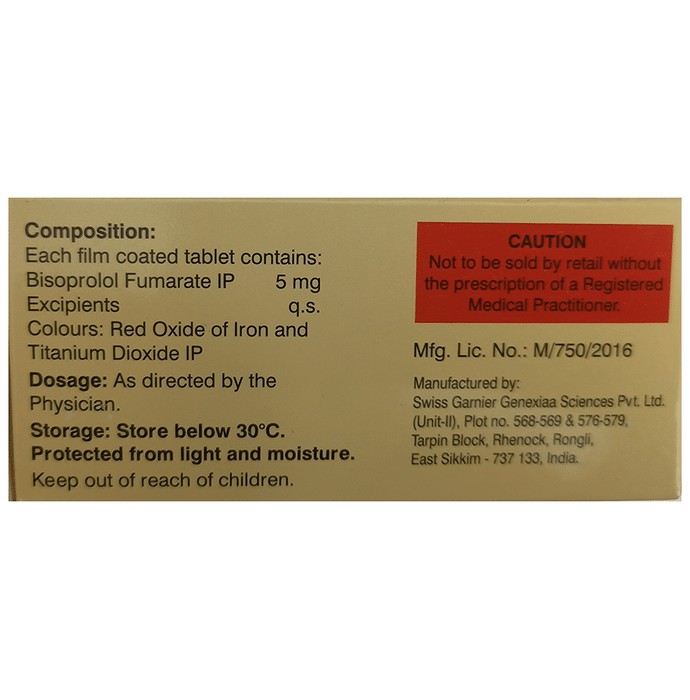 Composition:
Each film coated tablet contains:
Bisoprolol Fumarate IP 5 mg
Excipients q.s.
Colours: Red Oxide of Iron and
Titanium Dioxide IP
Dosage: As directed by the
Physician.
Storage: Store below 30°C.
Protected from light and moisture.
Keep out of reach of children.
CAUTION
Not to be sold by retail without
the prescription of a Registered
Medical Practitioner.
Mfg. Lic. No.: M/750/2016
Manufactured by:
Swiss Garnier Genexiaa Sciences Pvt. Ltd.
(Unit-II), Plot no. 568-569 & 576-579,
Tarpin Block, Rhenock, Rongli,
East Sikkim - 737 133, India.